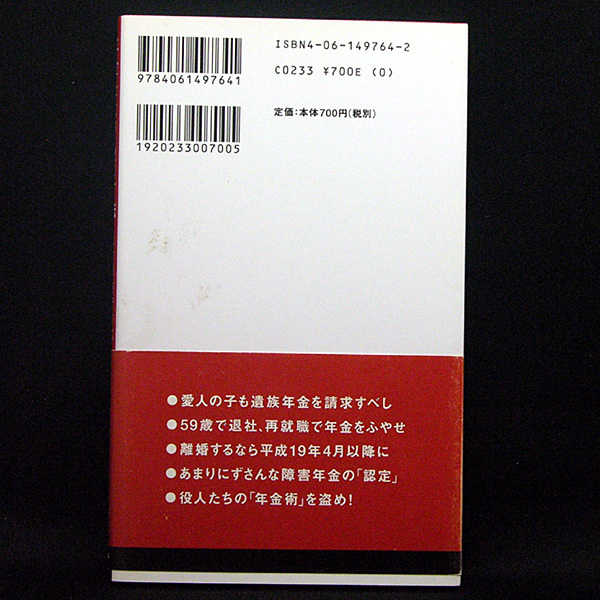 ISBN4-06-149764-2
9784061497641
C0233 ¥700E (0)
定価:本体700円(税別)
1920233007005
●愛人の子も遺族年金を請求すべし
●59歳で退社、再就職で年金をふやせ
●離婚するなら平成19年4月以降に
●あまりにずさんな障害年金の「認定」
●役人たちの「年金術」を盗め!